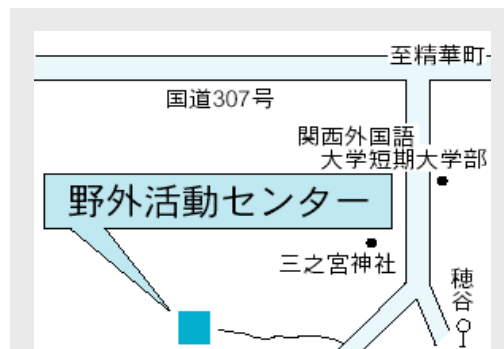 至精華町
国道307号
関西外国語
大学短期大学部
野外活動センター
三之宮神社
穂谷